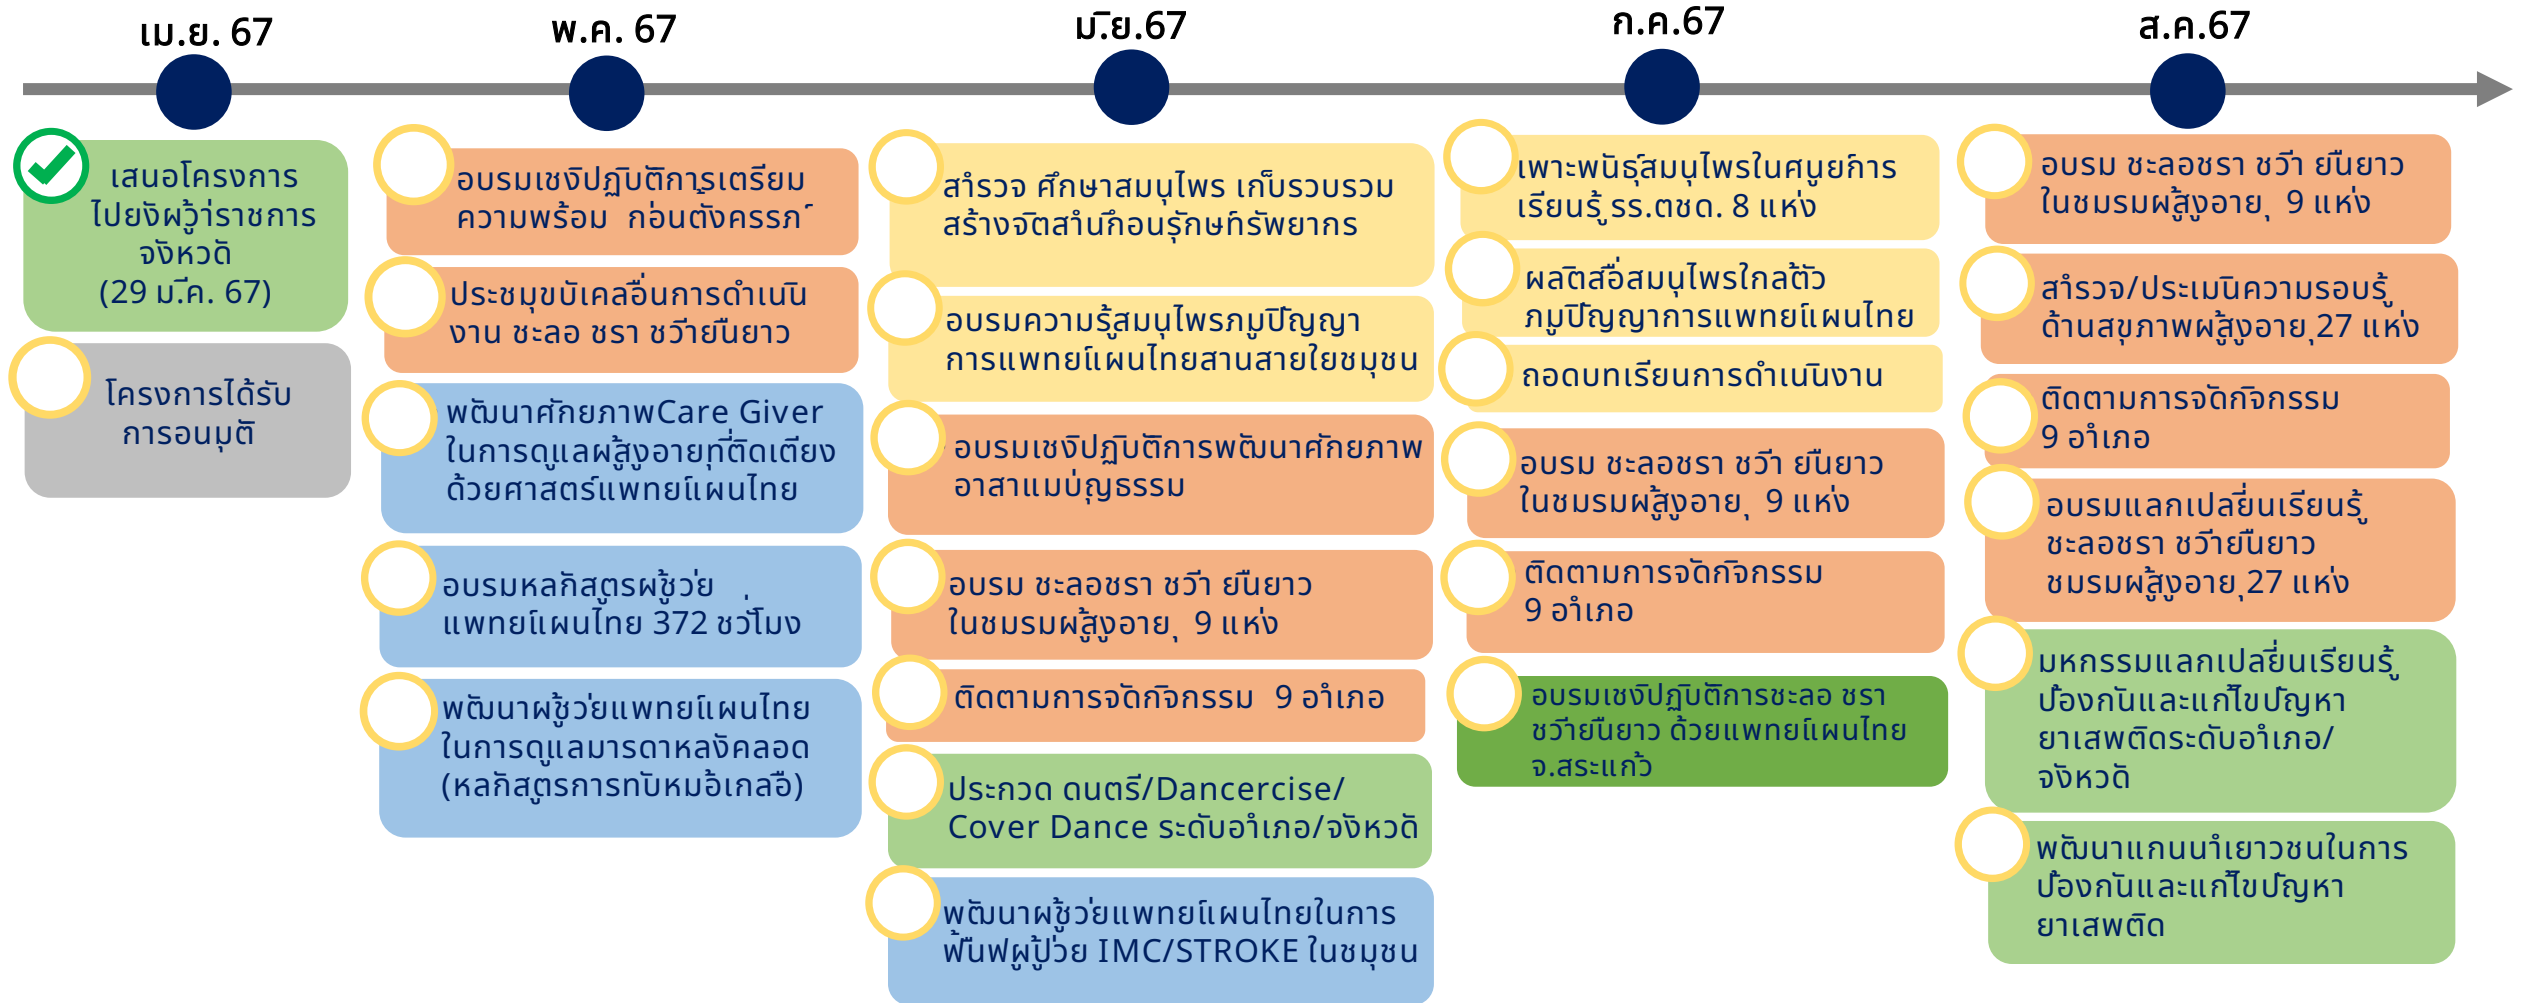 เม.ย. 67
พ.ค. 67
มิ.ย.67
ก.ค.67
ส.ค.67
เสนอโครงการ
ไปยังผู้ว่าราชการ
จังหวัด
(29 มี.ค. 67)
โครงการได้รับ
การอนุมัติ
อบรมเชิงปฏิบัติการเตรียม
ความพร้อม ก่อนตั้งครรภ์
ประชุมขับเคลื่อนการดำเนิน
งาน ชะลอ ชรา ชีวายืนยาว
พัฒนาศักยภาพCare Giver
ในการดูแลผู้สูงอายุที่ติดเตียง
ด้วยศาสตร์แพทย์แผนไทย
อบรมหลักสูตรผู้ช่วย
แพทย์แผนไทย 372 ชั่วโมง
พัฒนาผู้ช่วยแพทย์แผนไทย
ในการดูแลมารดาหลังคลอด
(หลักสูตรการทับหม้อเกลือ)
สำรวจ ศึกษาสมุนไพร เก็บรวบรวม
สร้างจิตสำนึกอนุรักษ์ทรัพยากร
อบรมความรู้สมุนไพรภูมิปัญญา
การแพทย์แผนไทยสานสายใยชุมชน
อบรมเชิงปฏิบัติการพัฒนาศักยภาพ
อาสาแม่บุญธรรม
อบรม ชะลอชรา ชีวา ยืนยาว
ในชมรมผู้สูงอายุ 9 แห่ง
ติดตามการจัดกิจกรรม 9 อำเภอ
ประกวด ดนตรี/Dancercise/
Cover Dance ระดับอำเภอ/จังหวัด
พัฒนาผู้ช่วยแพทย์แผนไทยในการ
ฟื้นฟูผู้ป่วย IMC/STROKE ในชุมชน
เพาะพันธุ์สมุนไพรในศูนย์การ
เรียนรู้ รร.ตชด. 8 แห่ง
ผลิตสื่อสมุนไพรใกล้ตัว
ภูมิปัญญาการแพทย์แผนไทย
ถอดบทเรียนการดำเนินงาน
อบรม ชะลอชรา ชีวา ยืนยาว
ในชมรมผู้สูงอายุ 9 แห่ง
ติดตามการจัดกิจกรรม
9 อำเภอ
อบรมเชิงปฏิบัติการชะลอ ชรา
ชีวายืนยาว ด้วยแพทย์แผนไทย
จ.สระแก้ว
อบรม ชะลอชรา ชีวา ยืนยาว
ในชมรมผู้สูงอายุ 9 แห่ง
สำรวจ/ประเมินความรอบรู้
ด้านสุขภาพผู้สูงอายุ 27 แห่ง
ติดตามการจัดกิจกรรม
9 อำเภอ
อบรมแลกเปลี่ยนเรียนรู้
ชะลอชรา ชีวายืนยาว
ชมรมผู้สูงอายุ 27 แห่ง
มหกรรมแลกเปลี่ยนเรียนรู้
ป้องกันและแก้ไขปัญหา
ยาเสพติดระดับอำเภอ/
จังหวัด
พัฒนาแกนนำเยาวชนในการ
ป้องกันและแก้ไขปัญหา
ยาเสพติด